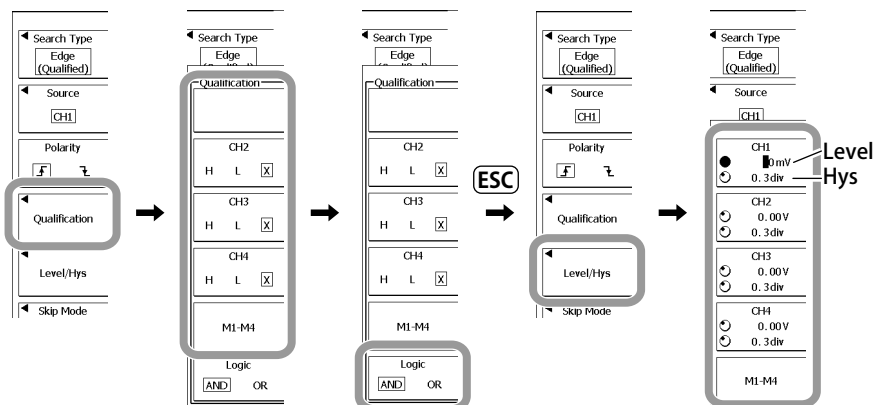 Search Type
Edge
(Qualified)
Source
CH1
Polarity
Qualification
Level/Hys
Skip Mode
Search Type
Edge
Qualification
CH2
H L X
CH3
H L X
CH4
H L X
M1-M4
Logic
AND OR
Search Type
Edge
Qualification
CH2
H L X
CH3
H L X
CH4
H L X
M1-M4
Logic
AND OR
ESC
Search Type
Edge
(Qualified)
Source
CH1
Polarity
Qualification
Level/Hys
Skip Mode
Search Type
Edge
(Qualified)
Source
CH1
CH1
0mV
0.3div
CH2
0.00V
0.3div
CH3
0.00V
0.3div
CH4
0.00V
0.3div
M1-M4
Level
Hys